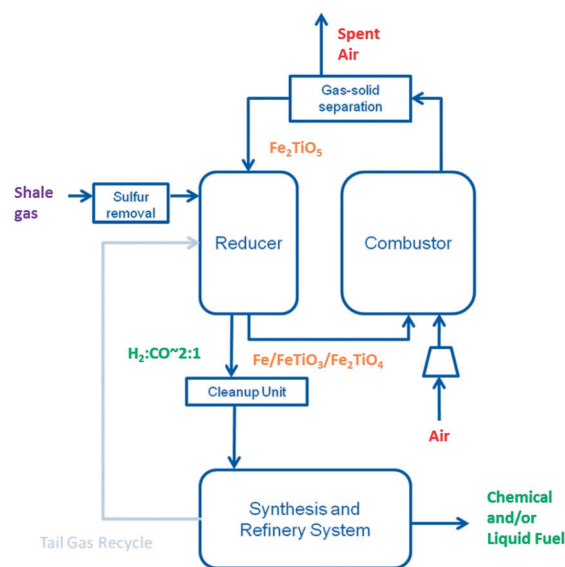 Spent
Air
Gas-solid
separation
Fe₂TiO₅
Shale
gas
Sulfur
removal
Reducer
Combustor
H₂:CO~2:1
Fe/FeTiO₃/Fe₂TiO₄
Cleanup Unit
Air
Synthesis and
Refinery System
Chemical
and/or
Liquid Fuel
Tail Gas Recycle